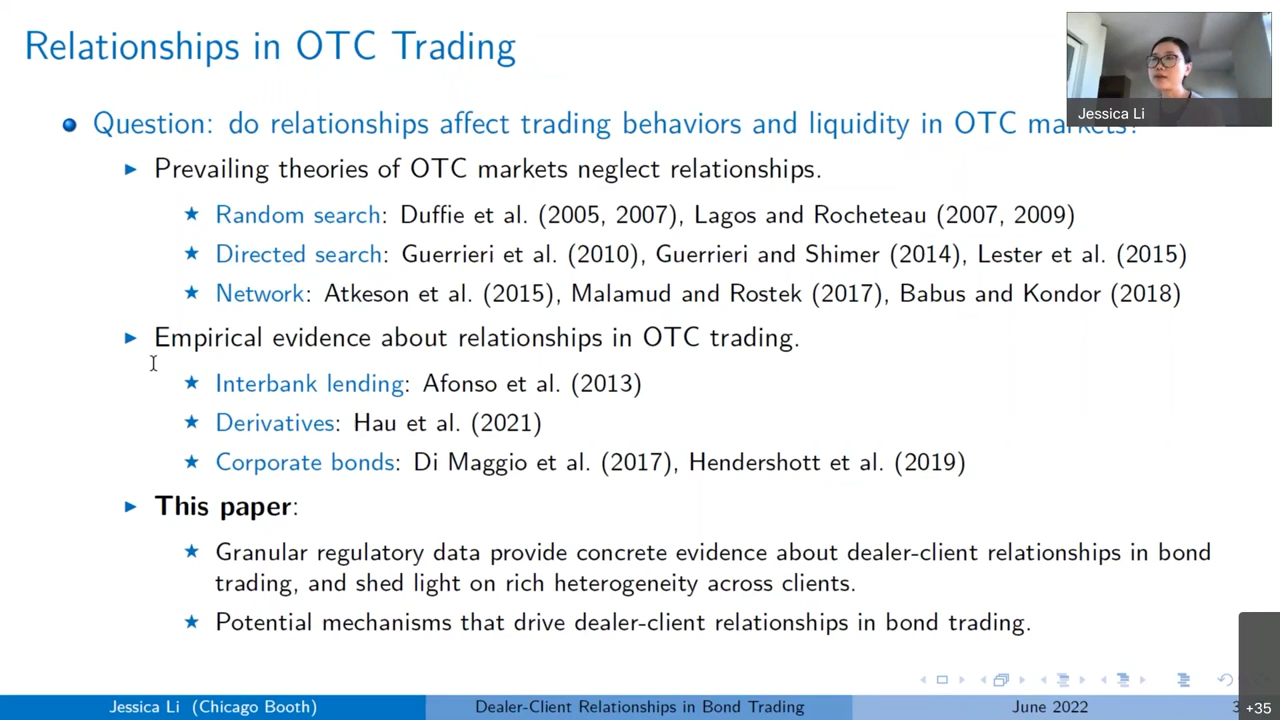 Relationships in OTC Trading
Jessica Li
Question: do relationships affect trading behaviors and liquidity in OTC markets?
Prevailing theories of OTC markets neglect relationships.
Random search: Duffie et al. (2005, 2007), Lagos and Rocheteau (2007, 2009)
Directed search: Guerrieri et al. (2010), Guerrieri and Shimer (2014), Lester et al. (2015)
Network: Atkeson et al. (2015), Malamud and Rostek (2017), Babus and Kondor (2018)
Empirical evidence about relationships in OTC trading.
Interbank lending: Afonso et al. (2013)
Derivatives: Hau et al. (2021)
Corporate bonds: Di Maggio et al. (2017), Hendershott et al. (2019)
This paper:
Granular regulatory data provide concrete evidence about dealer-client relationships in bond
trading, and shed light on rich heterogeneity across clients.
Potential mechanisms that drive dealer-client relationships in bond trading.
Jessica Li (Chicago Booth) Dealer-Client Relationships in Bond Trading June 2022
+35